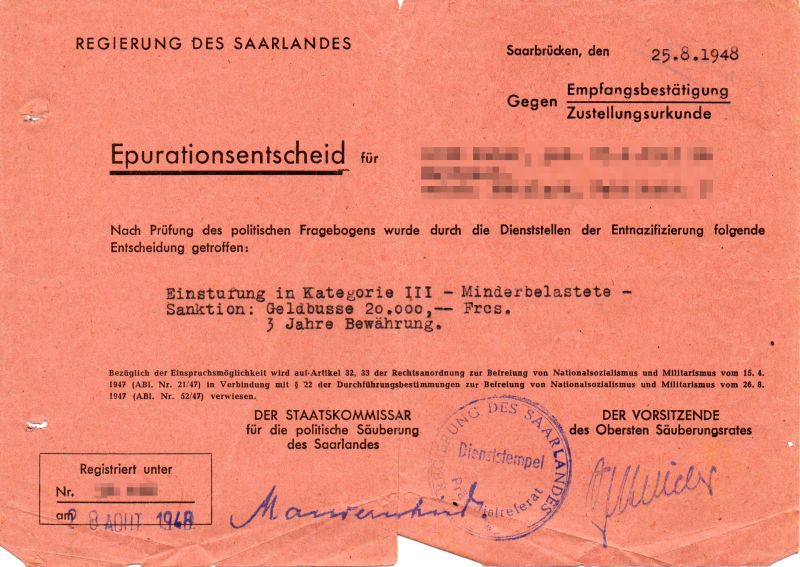 REGIERUNG DES SAARLANDES
Saarbrücken, den 25.8.1948
Gegen Empfangsbestätigung
Zustellungsurkunde
Epurationsentscheid für
Nach Prüfung des politischen Fragebogens wurde durch die Dienststellen der Entnazifizierung folgende
Entscheidung getroffen:
Einstufung in Kategorie III - Minderbelastete -
Sanktion: Geldbusse 20.000,-- Frcs.
3 Jahre Bewährung.
Bezüglich der Einspruchsmöglichkeit wird auf Artikel 32, 33 der Rechtsanordnung zur Befreiung von Nationalsozialismus und Militarismus vom 15. 4.
1947 (ABl. Nr. 21/47) in Verbindung mit § 22 der Durchführungsbestimmungen zur Befreiung von Nationalsozialismus und Militarismus vom 26. 8.
1947 (ABl. Nr. 52/47) verwiesen.
DER STAATSKOMMISSAR
für die politische Säuberung
des Saarlandes
REGIERUNG DES SAARLANDES
Dienststempel
DER VORSITZENDE
des Obersten Säuberungsrates
Registriert unter
Nr.
am 28 AOUT 1948